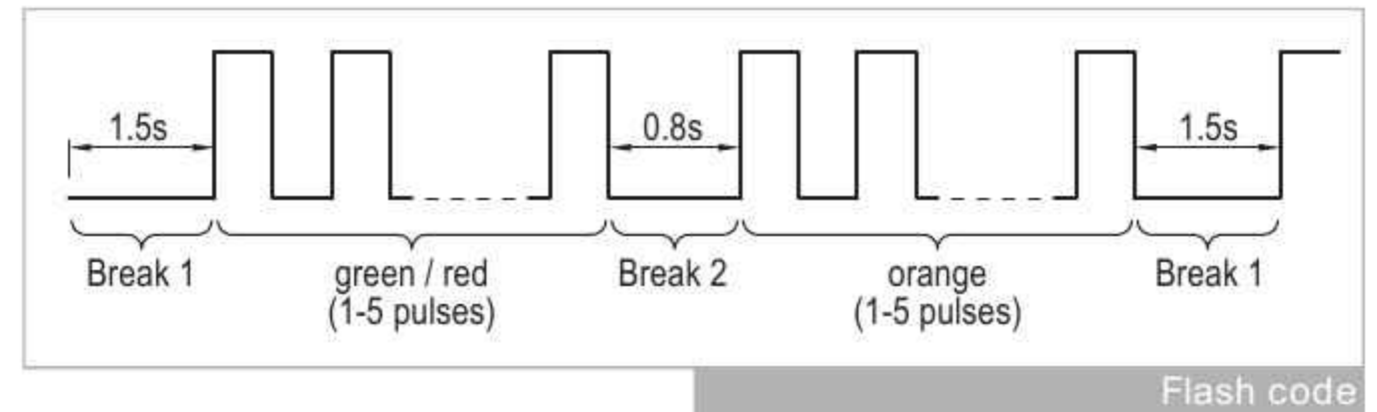 1.5s
0.8s
1.5s
Break 1
green / red
(1-5 pulses)
Break 2
orange
(1-5 pulses)
Break 1
Flash code